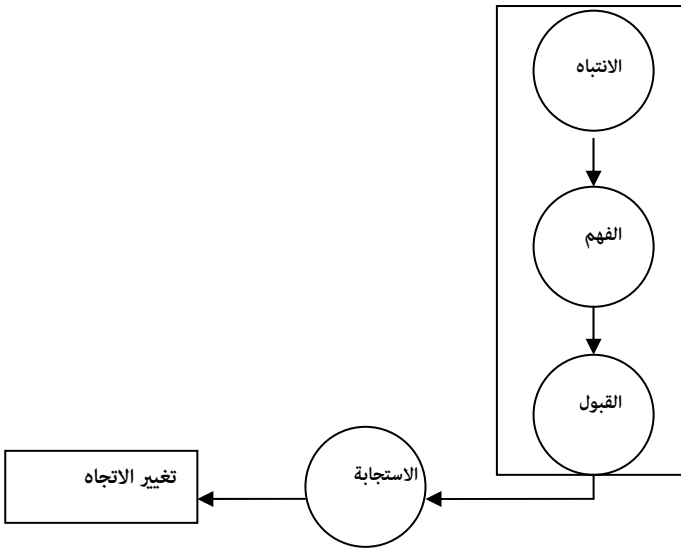 الانتباه
الفهم
القبول
الاستجابة
تغيير الاتجاه